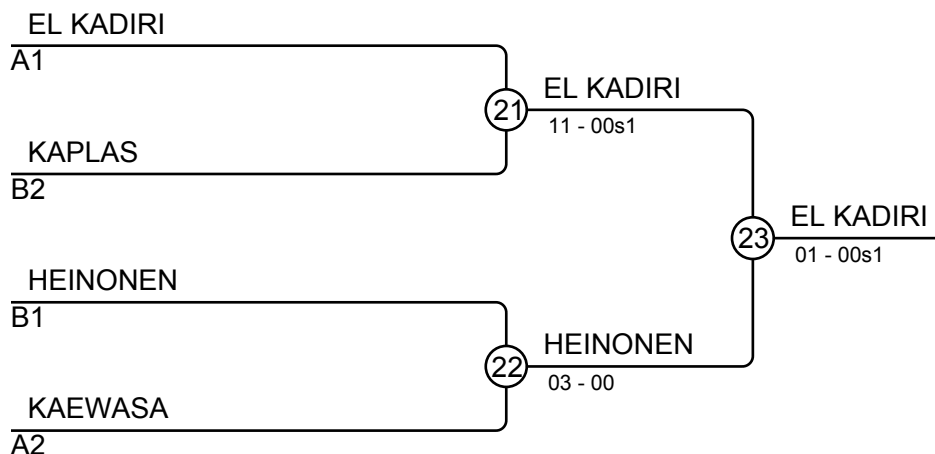 EL KADIRI
A1
21
EL KADIRI
11 - 00s1
KAPLAS
B2
23
EL KADIRI
01 - 00s1
HEINONEN
B1
22
HEINONEN
03 - 00
KAEWASA
A2